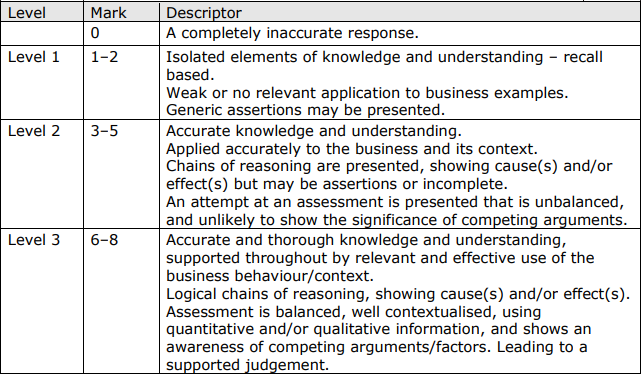 Level Mark Descriptor
0 A completely inaccurate response.
Level 1 1–2 Isolated elements of knowledge and understanding – recall
based.
Weak or no relevant application to business examples.
Generic assertions may be presented.
Level 2 3–5 Accurate knowledge and understanding.
Applied accurately to the business and its context.
Chains of reasoning are presented, showing cause(s) and/or
effect(s) but may be assertions or incomplete.
An attempt at an assessment is presented that is unbalanced,
and unlikely to show the significance of competing arguments.
Level 3 6–8 Accurate and thorough knowledge and understanding,
supported throughout by relevant and effective use of the
business behaviour/context.
Logical chains of reasoning, showing cause(s) and/or effect(s).
Assessment is balanced, well contextualised, using
quantitative and/or qualitative information, and shows an
awareness of competing arguments/factors. Leading to a
supported judgement.